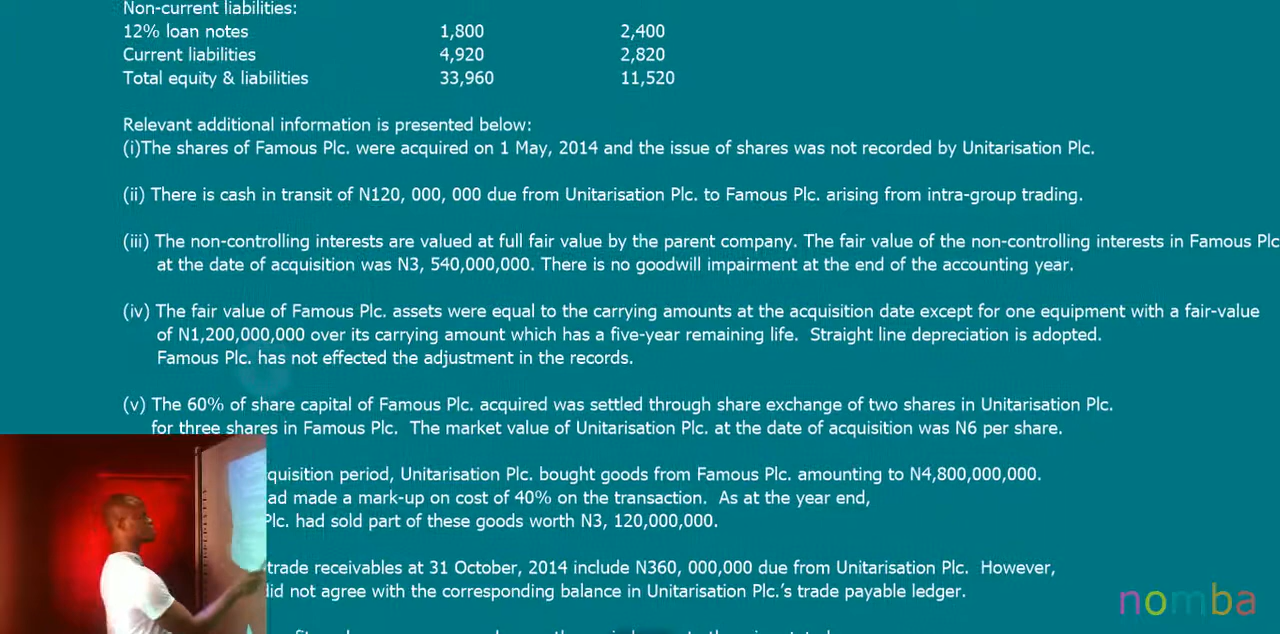 Non-current liabilities:
12% loan notes 1,800 2,400
Current liabilities 4,920 2,820
Total equity & liabilities 33,960 11,520
Relevant additional information is presented below:
(i)The shares of Famous Plc. were acquired on 1 May, 2014 and the issue of shares was not recorded by Unitarisation Plc.
(ii) There is cash in transit of N120, 000, 000 due from Unitarisation Plc. to Famous Plc. arising from intra-group trading.
(iii) The non-controlling interests are valued at full fair value by the parent company. The fair value of the non-controlling interests in Famous Plc
at the date of acquisition was N3, 540,000,000. There is no goodwill impairment at the end of the accounting year.
(iv) The fair value of Famous Plc. assets were equal to the carrying amounts at the acquisition date except for one equipment with a fair-value
of N1,200,000,000 over its carrying amount which has a five-year remaining life. Straight line depreciation is adopted.
Famous Plc. has not effected the adjustment in the records.
(v) The 60% of share capital of Famous Plc. acquired was settled through share exchange of two shares in Unitarisation Plc.
for three shares in Famous Plc. The market value of Unitarisation Plc. at the date of acquisition was N6 per share.
quisition period, Unitarisation Plc. bought goods from Famous Plc. amounting to N4,800,000,000.
ad made a mark-up on cost of 40% on the transaction. As at the year end,
Plc. had sold part of these goods worth N3, 120,000,000.
trade receivables at 31 October, 2014 include N360, 000,000 due from Unitarisation Plc. However,
did not agree with the corresponding balance in Unitarisation Plc.'s trade payable ledger.
nomba